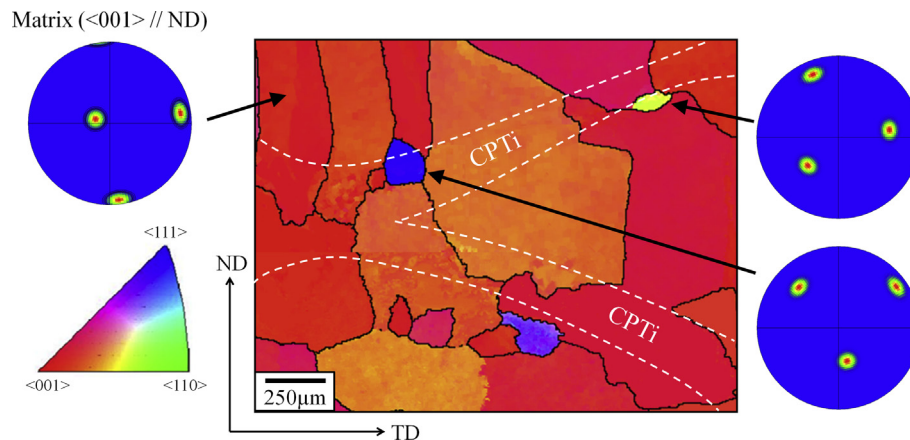 Matrix (<001> // ND)
CPTi
<111>
ND
<001>
<110>
CPTi
250μm
TD